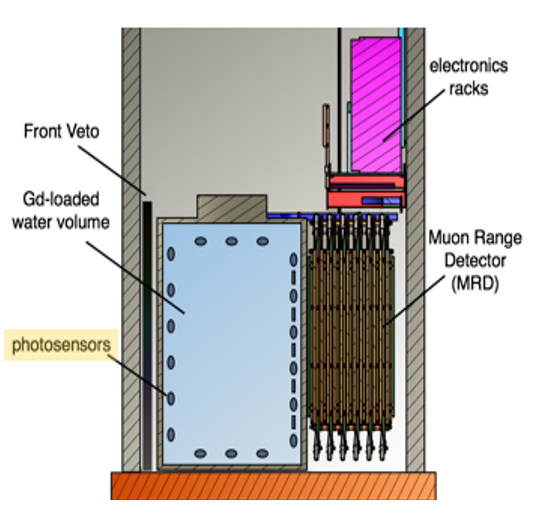 electronics
racks
Front Veto
Gd-loaded
water volume
Muon Range
Detector
(MRD)
photosensors